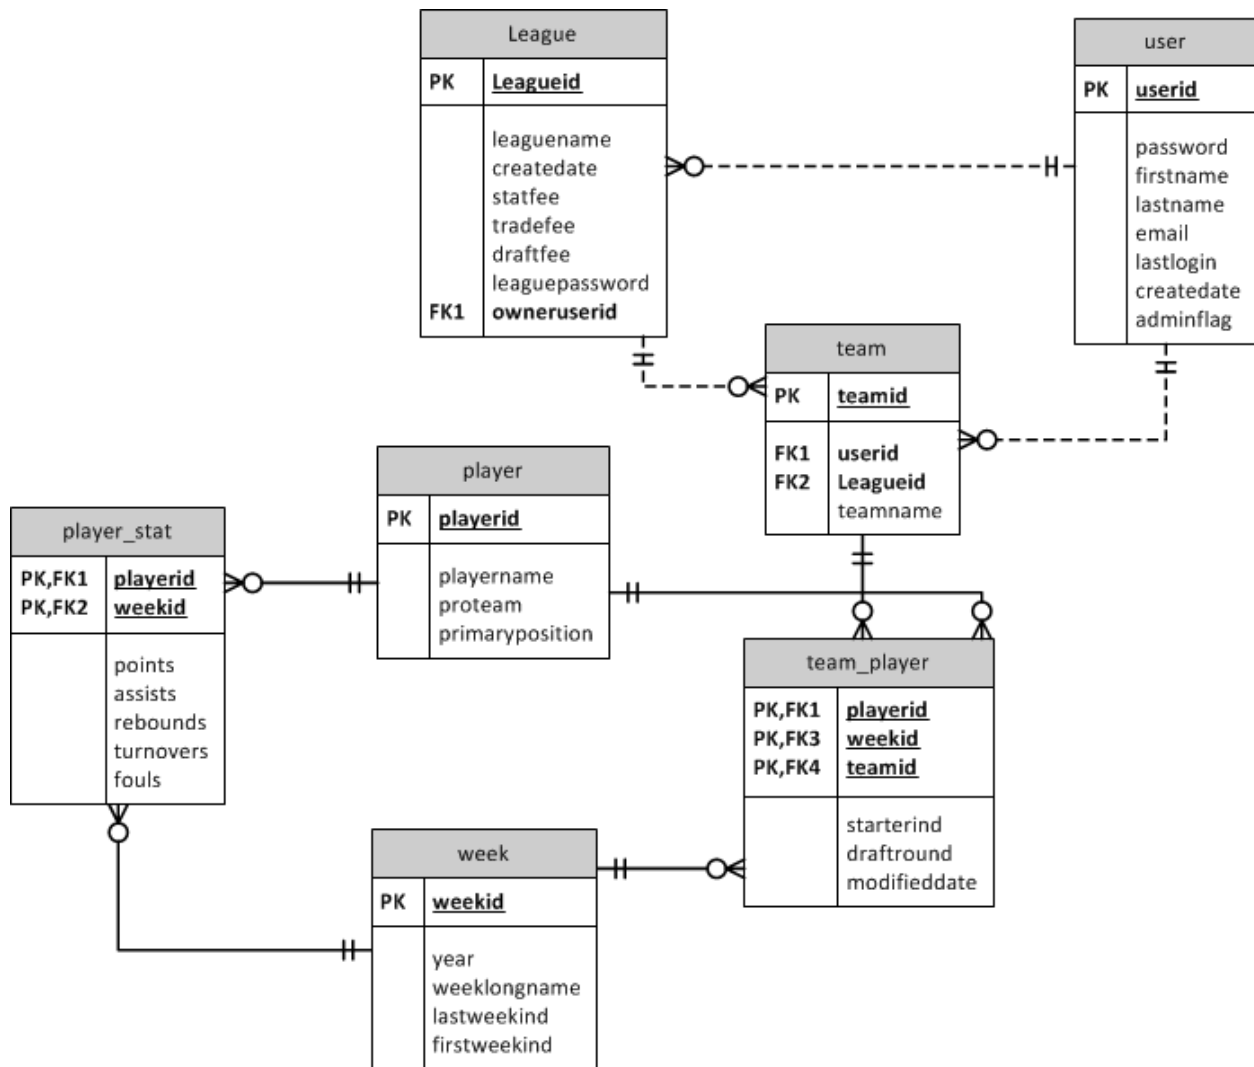 League
PK Leagueid
leaguename
createdate
statfee
tradefee
draftfee
leaguepassword
FK1 owneruserid
user
PK userid
password
firstname
lastname
email
lastlogin
createdate
adminflag
team
PK teamid
FK1 userid
FK2 Leagueid
teamname
player
PK playerid
playername
proteam
primaryposition
player_stat
PK,FK1 playerid
PK,FK2 weekid
points
assists
rebounds
turnovers
fouls
team_player
PK,FK1 playerid
PK,FK3 weekid
PK,FK4 teamid
starterind
draftround
modifieddate
week
PK weekid
year
weeklongname
lastweekind
firstweekind